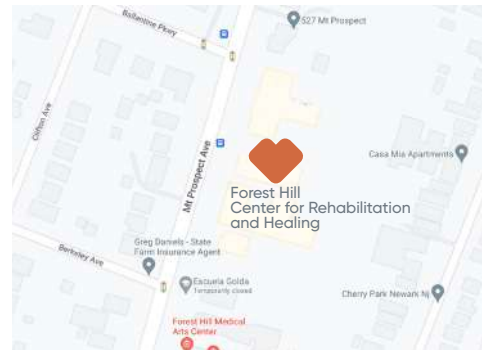 Ballantine Pkwy
527 Mt Prospect
Clifton Ave
Mt Prospect Ave
Casa Mia Apartments
Forest Hill
Center for Rehabilitation
and Healing
Greg Daniels - State
Farm Insurance Agent
Berkeley Ave
Escuela Golda
Temporarily closed
Cherry Park Newark Nj
Forest Hill Medical
Arts Center